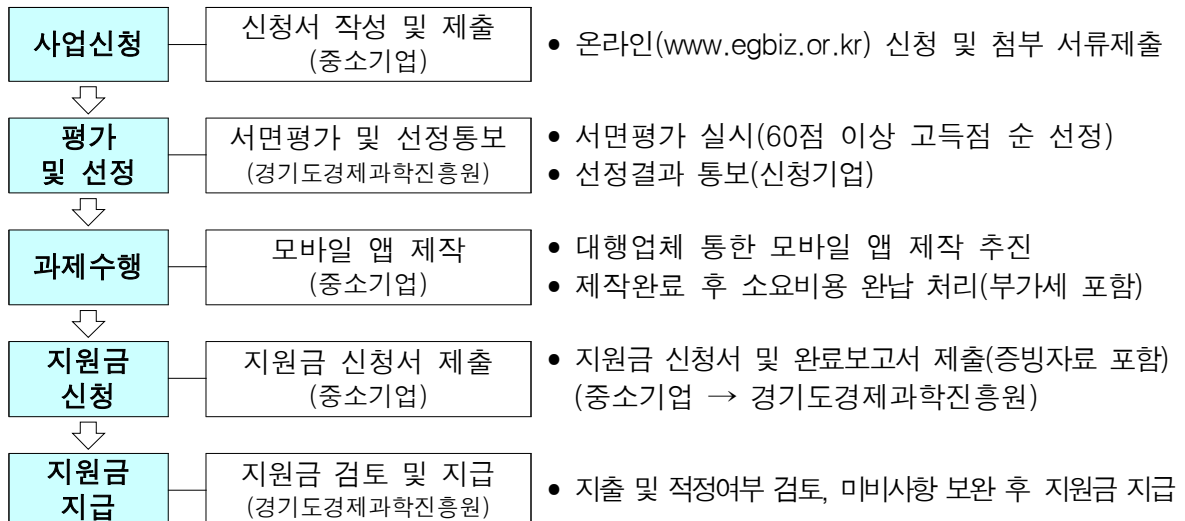 사업신청
신청서 작성 및 제출
(중소기업)
• 온라인(www.egbiz.or.kr) 신청 및 첨부 서류제출
평가
및 선정
서면평가 및 선정통보
(경기도경제과학진흥원)
• 서면평가 실시(60점 이상 고득점 순 선정)
• 선정결과 통보(신청기업)
과제수행
모바일 앱 제작
(중소기업)
• 대행업체 통한 모바일 앱 제작 추진
• 제작완료 후 소요비용 완납 처리(부가세 포함)
지원금
신청
지원금 신청서 제출
(중소기업)
• 지원금 신청서 및 완료보고서 제출(증빙자료 포함)
(중소기업 → 경기도경제과학진흥원)
지원금
지급
지원금 검토 및 지급
(경기도경제과학진흥원)
• 지출 및 적정여부 검토, 미비사항 보완 후 지원금 지급